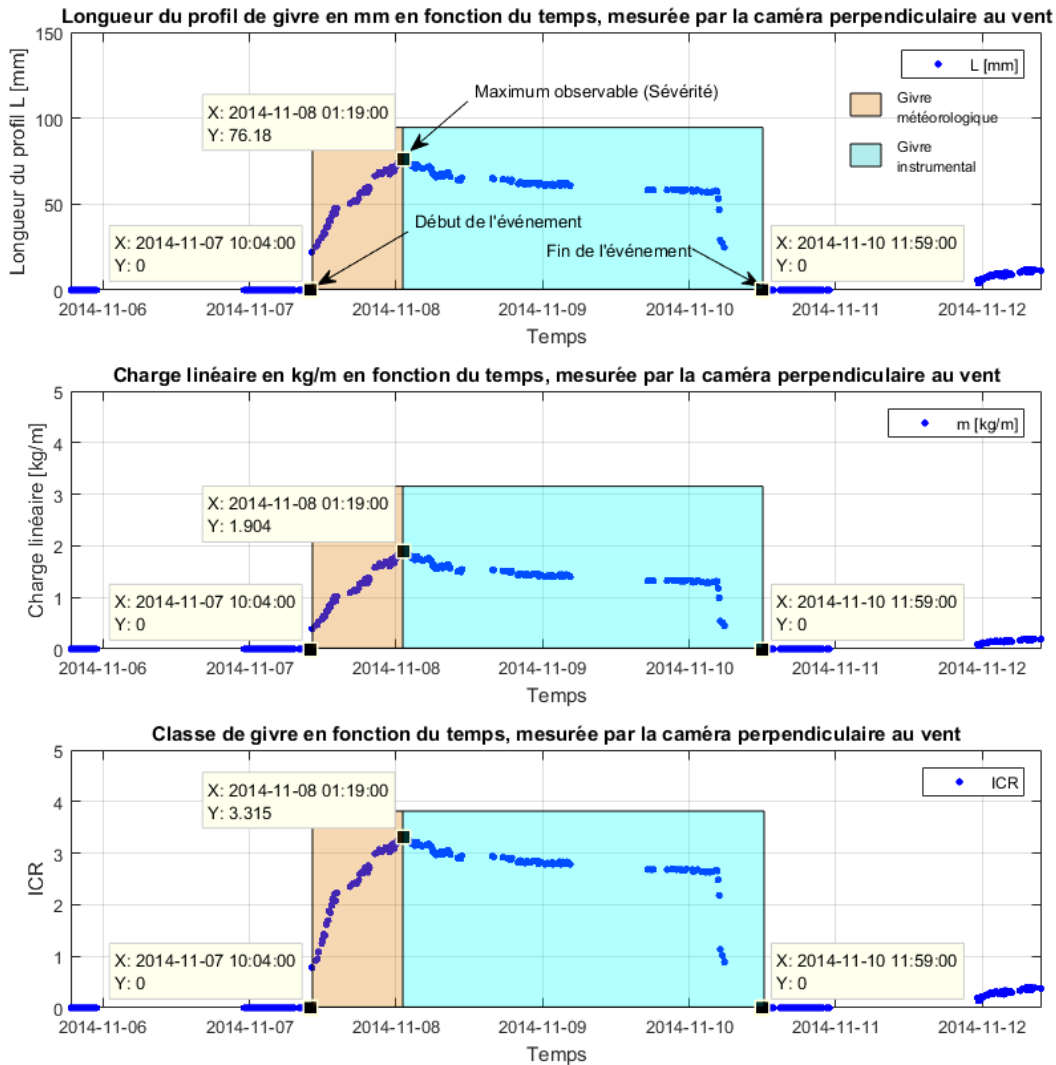 Longueur du profil de givre en mm en fonction du temps, mesurée par la caméra perpendiculaire au vent
Longueur du profil L [mm]
150
100
50
0
L [mm]
Givre
météorologique
Givre
instrumental
Maximum observable (Sévérité)
X: 2014-11-08 01:19:00
Y: 76.18
Début de l'événement
X: 2014-11-07 10:04:00
Y: 0
Fin de l'événement
X: 2014-11-10 11:59:00
Y: 0
2014-11-06 2014-11-07 2014-11-08 2014-11-09 2014-11-10 2014-11-11 2014-11-12
Temps
Charge linéaire en kg/m en fonction du temps, mesurée par la caméra perpendiculaire au vent
Charge linéaire [kg/m]
5
4
3
2
1
0
m [kg/m]
X: 2014-11-08 01:19:00
Y: 1.904
X: 2014-11-07 10:04:00
Y: 0
X: 2014-11-10 11:59:00
Y: 0
2014-11-06 2014-11-07 2014-11-08 2014-11-09 2014-11-10 2014-11-11 2014-11-12
Temps
Classe de givre en fonction du temps, mesurée par la caméra perpendiculaire au vent
ICR
5
4
3
2
1
0
ICR
X: 2014-11-08 01:19:00
Y: 3.315
X: 2014-11-07 10:04:00
Y: 0
X: 2014-11-10 11:59:00
Y: 0
2014-11-06 2014-11-07 2014-11-08 2014-11-09 2014-11-10 2014-11-11 2014-11-12
Temps